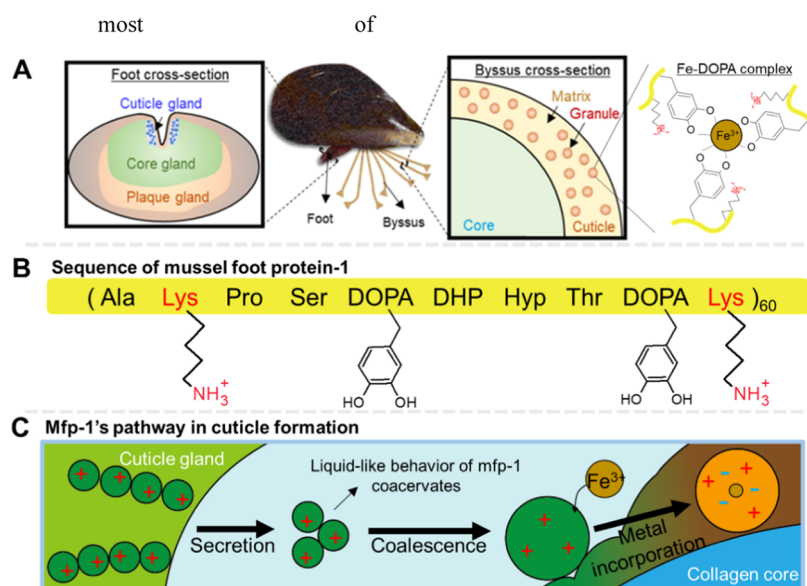 most of
A
Foot cross-section
Cuticle gland
Core gland
Plaque gland
Foot
Byssus
Byssus cross-section
Matrix
Granule
Core
Cuticle
Fe-DOPA complex
Fe3+
B Sequence of mussel foot protein-1
( Ala Lys Pro Ser DOPA DHP Hyp Thr DOPA Lys )60
NH3+
HO OH
HO OH
NH3+
C Mfp-1's pathway in cuticle formation
Cuticle gland
Secretion
Liquid-like behavior of mfp-1
coacervates
Coalescence
Fe3+
Metal
incorporation
Collagen core